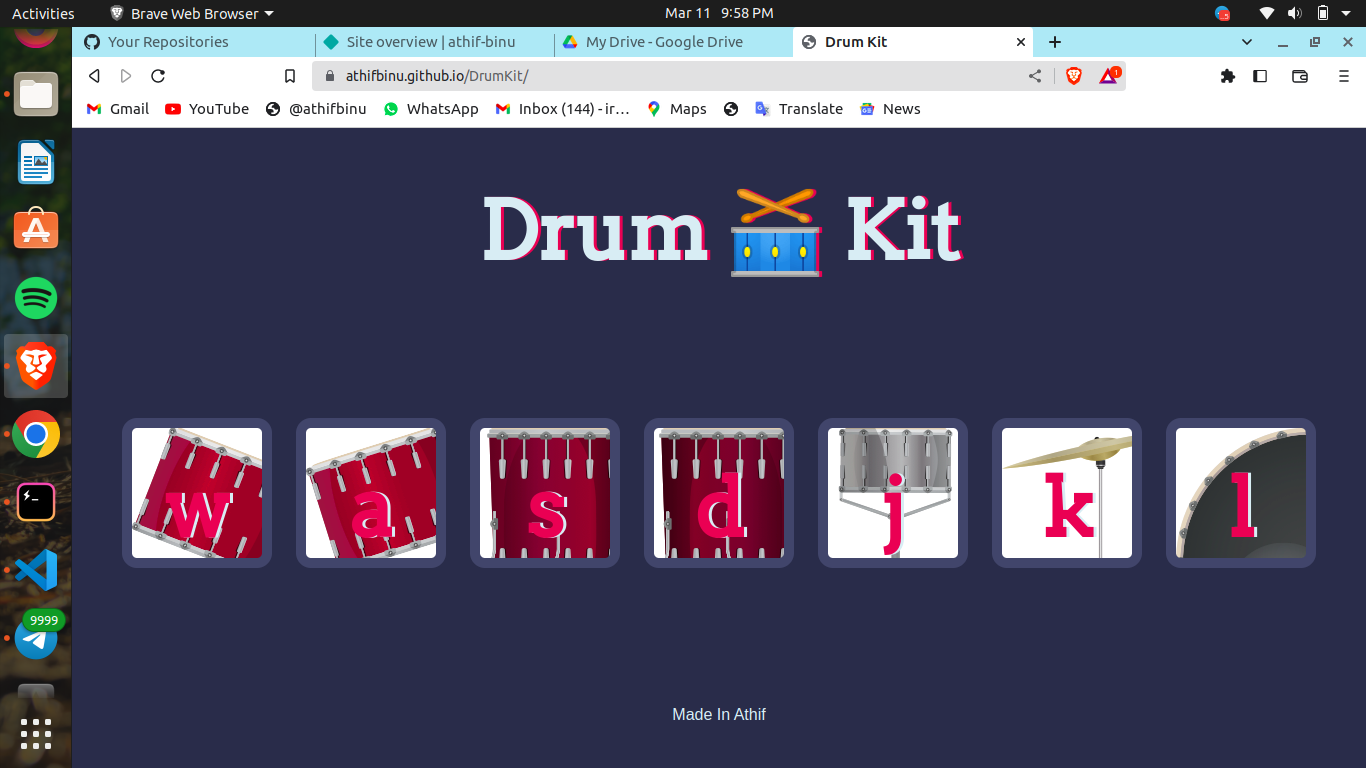 Activities Brave Web Browser Mar 11 9:58 PM
Your Repositories Site overview | athif-binu My Drive - Google Drive Drum Kit
athifbinu.github.io/DrumKit/ 1
Gmail YouTube @athifbinu WhatsApp Inbox (144) - ir… Maps Translate News
Drum Kit
w a s d j k l
9999
Made In Athif